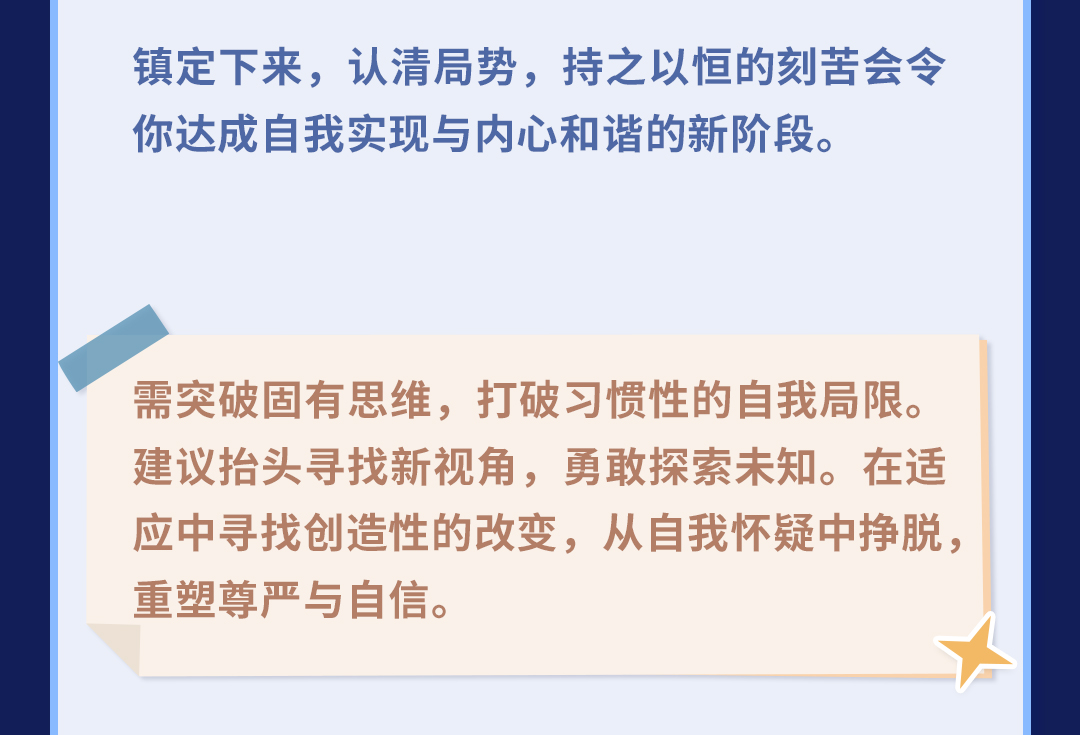 镇定下来，认清局势，持之以恒的刻苦会令
你达成自我实现与内心和谐的新阶段。
需突破固有思维，打破习惯性的自我局限。
建议抬头寻找新视角，勇敢探索未知。在适
应中寻找创造性的改变，从自我怀疑中挣脱，
重塑尊严与自信。